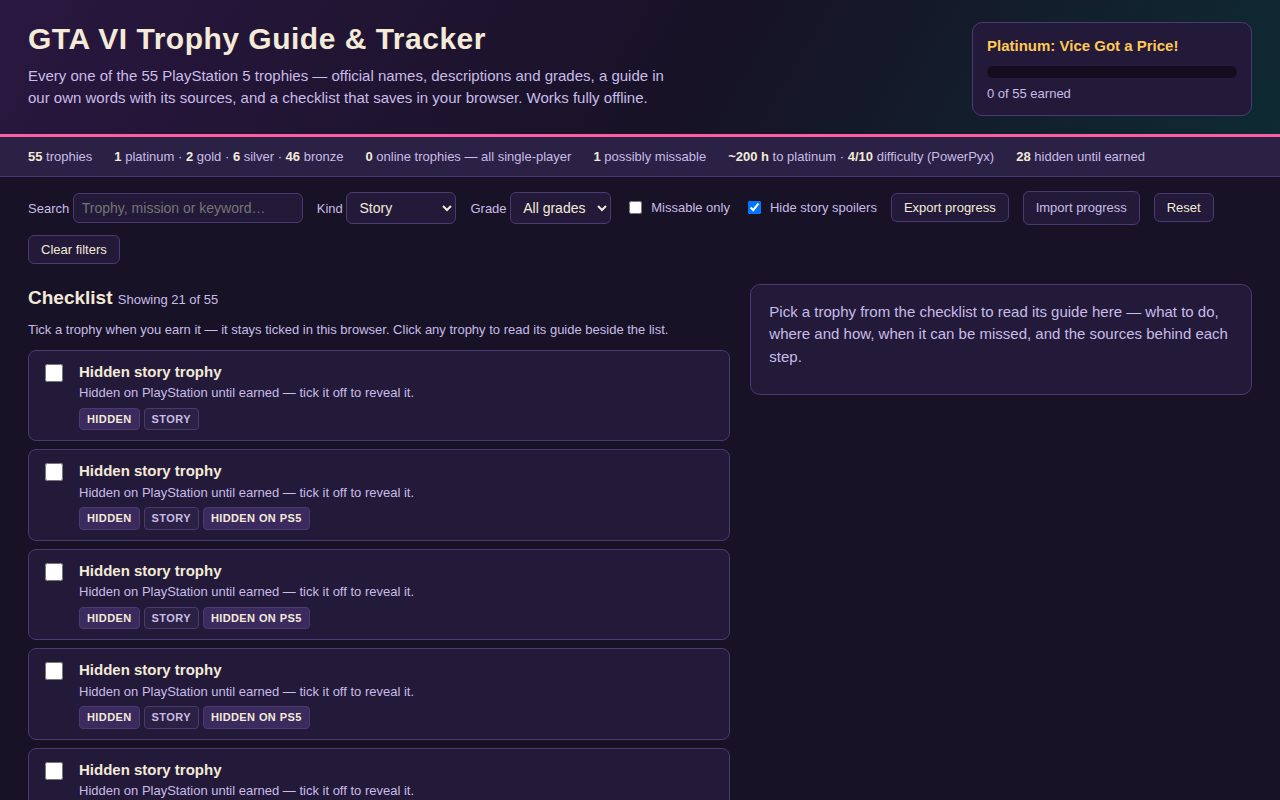 GTA VI Trophy Guide & Tracker
Every one of the 55 PlayStation 5 trophies — official names, descriptions and grades, a guide in
our own words with its sources, and a checklist that saves in your browser. Works fully offline.
Platinum: Vice Got a Price!
0 of 55 earned
55 trophies
1 platinum · 2 gold · 6 silver · 46 bronze
0 online trophies — all single-player
1 possibly missable
~200 h to platinum · 4/10 difficulty (PowerPyx)
28 hidden until earned
Search Trophy, mission or keyword…
Kind Story
Grade All grades
Missable only
Hide story spoilers
Export progress
Import progress
Reset
Clear filters
Checklist Showing 21 of 55
Tick a trophy when you earn it — it stays ticked in this browser. Click any trophy to read its guide beside the list.
Hidden story trophy
Hidden on PlayStation until earned — tick it off to reveal it.
HIDDEN STORY
Hidden story trophy
Hidden on PlayStation until earned — tick it off to reveal it.
HIDDEN STORY HIDDEN ON PS5
Hidden story trophy
Hidden on PlayStation until earned — tick it off to reveal it.
HIDDEN STORY HIDDEN ON PS5
Hidden story trophy
Hidden on PlayStation until earned — tick it off to reveal it.
HIDDEN STORY HIDDEN ON PS5
Hidden story trophy
Hidden on PlayStation until earned — tick it off to reveal it.
Pick a trophy from the checklist to read its guide here — what to do,
where and how, when it can be missed, and the sources behind each
step.